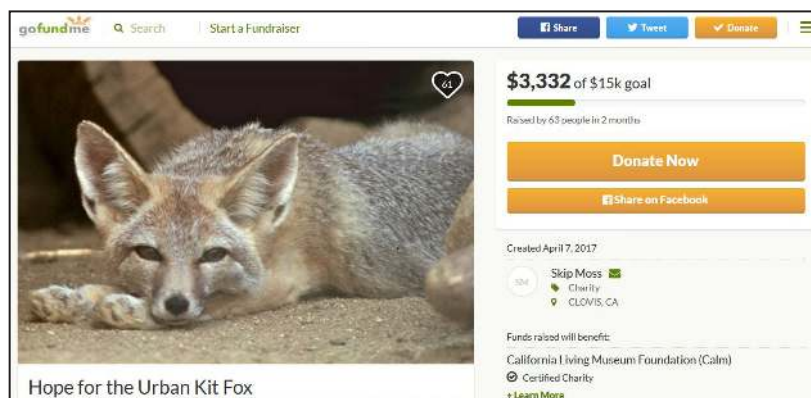 gofundme
Search
Start a Fundraiser
Share
Tweet
Donate
61
$3,332 of $15k goal
Raised by 63 people in 2 months
Donate Now
Share on Facebook
Created April 7, 2017
SM
Skip Moss
Charity
CLOVIS, CA
Funds raised will benefit:
California Living Museum Foundation (Calm)
Certified Charity
+ Learn More
Hope for the Urban Kit Fox